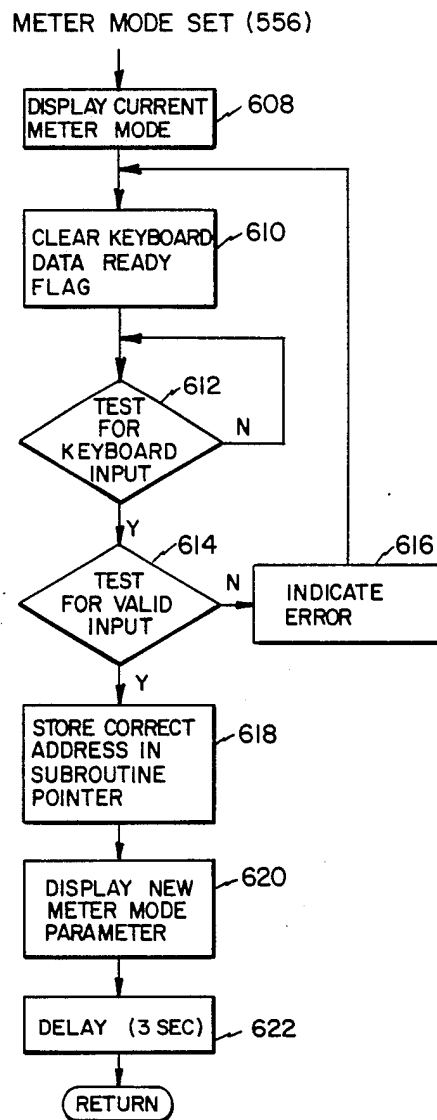 METER MODE SET (556)
DISPLAY CURRENT
METER MODE
608
CLEAR KEYBOARD
DATA READY
FLAG
610
612
TEST
FOR
KEYBOARD
INPUT
N
Y
614
TEST
FOR VALID
INPUT
N
616
INDICATE
ERROR
Y
STORE CORRECT
ADDRESS IN
SUBROUTINE
POINTER
618
DISPLAY NEW
METER MODE
PARAMETER
620
DELAY (3 SEC)
622
RETURN